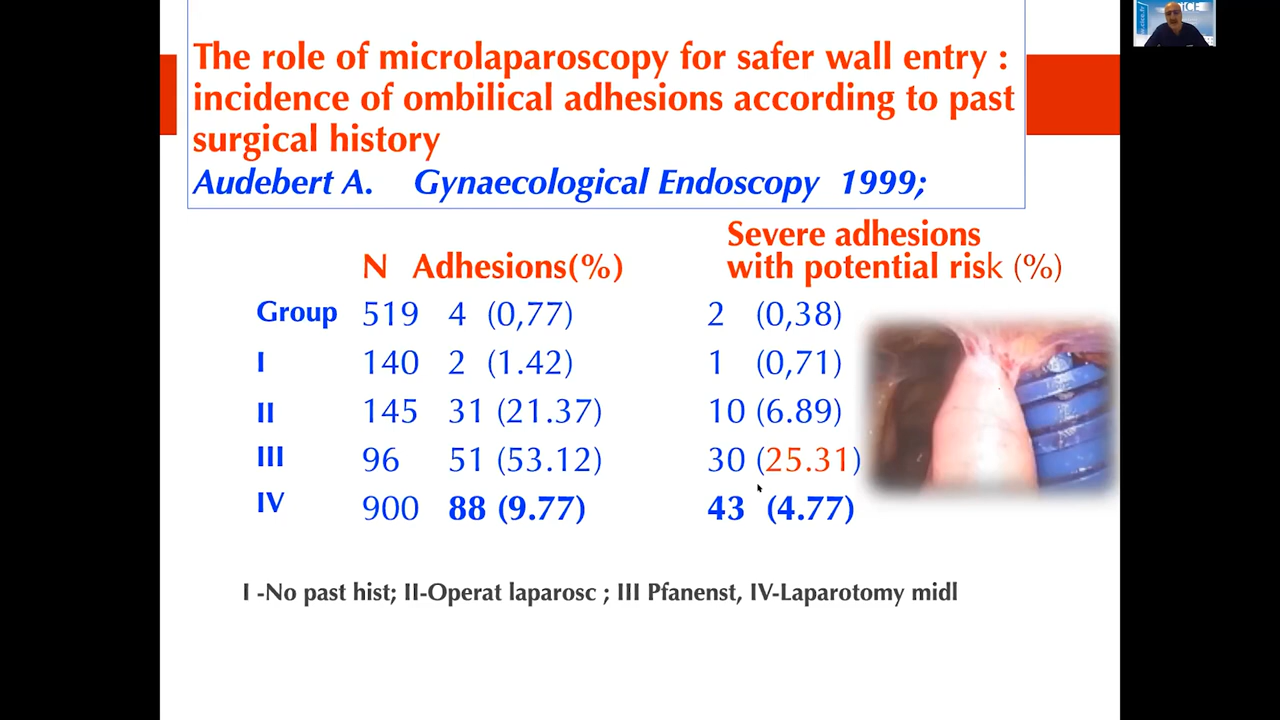 The role of microlaparoscopy for safer wall entry :
incidence of ombilical adhesions according to past
surgical history
Audebert A. Gynaecological Endoscopy 1999;
Severe adhesions
N Adhesions(%) with potential risk (%)
Group 519 4 (0,77) 2 (0,38)
I 140 2 (1.42) 1 (0,71)
II 145 31 (21.37) 10 (6.89)
III 96 51 (53.12) 30 (25.31)
IV 900 88 (9.77) 43 (4.77)
I -No past hist; II-Operat laparosc ; III Pfanenst, IV-Laparotomy midl